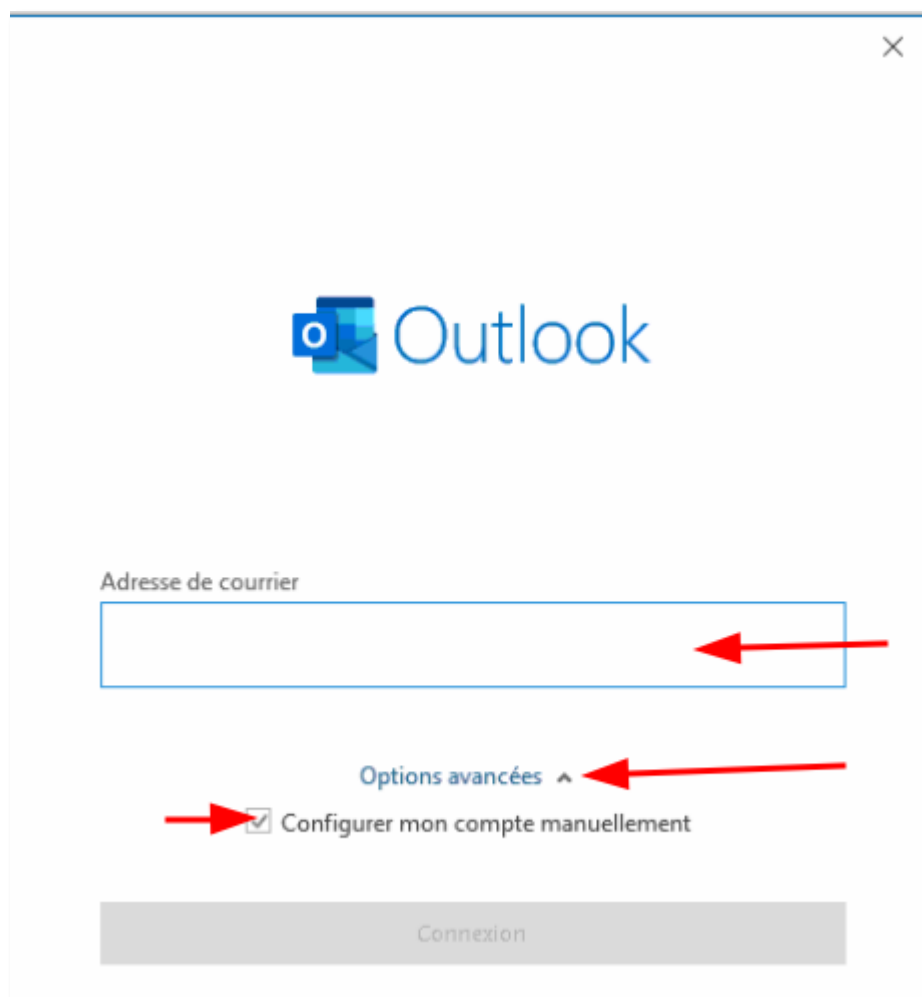 Outlook
Adresse de courrier
Options avancées
Configurer mon compte manuellement
Connexion